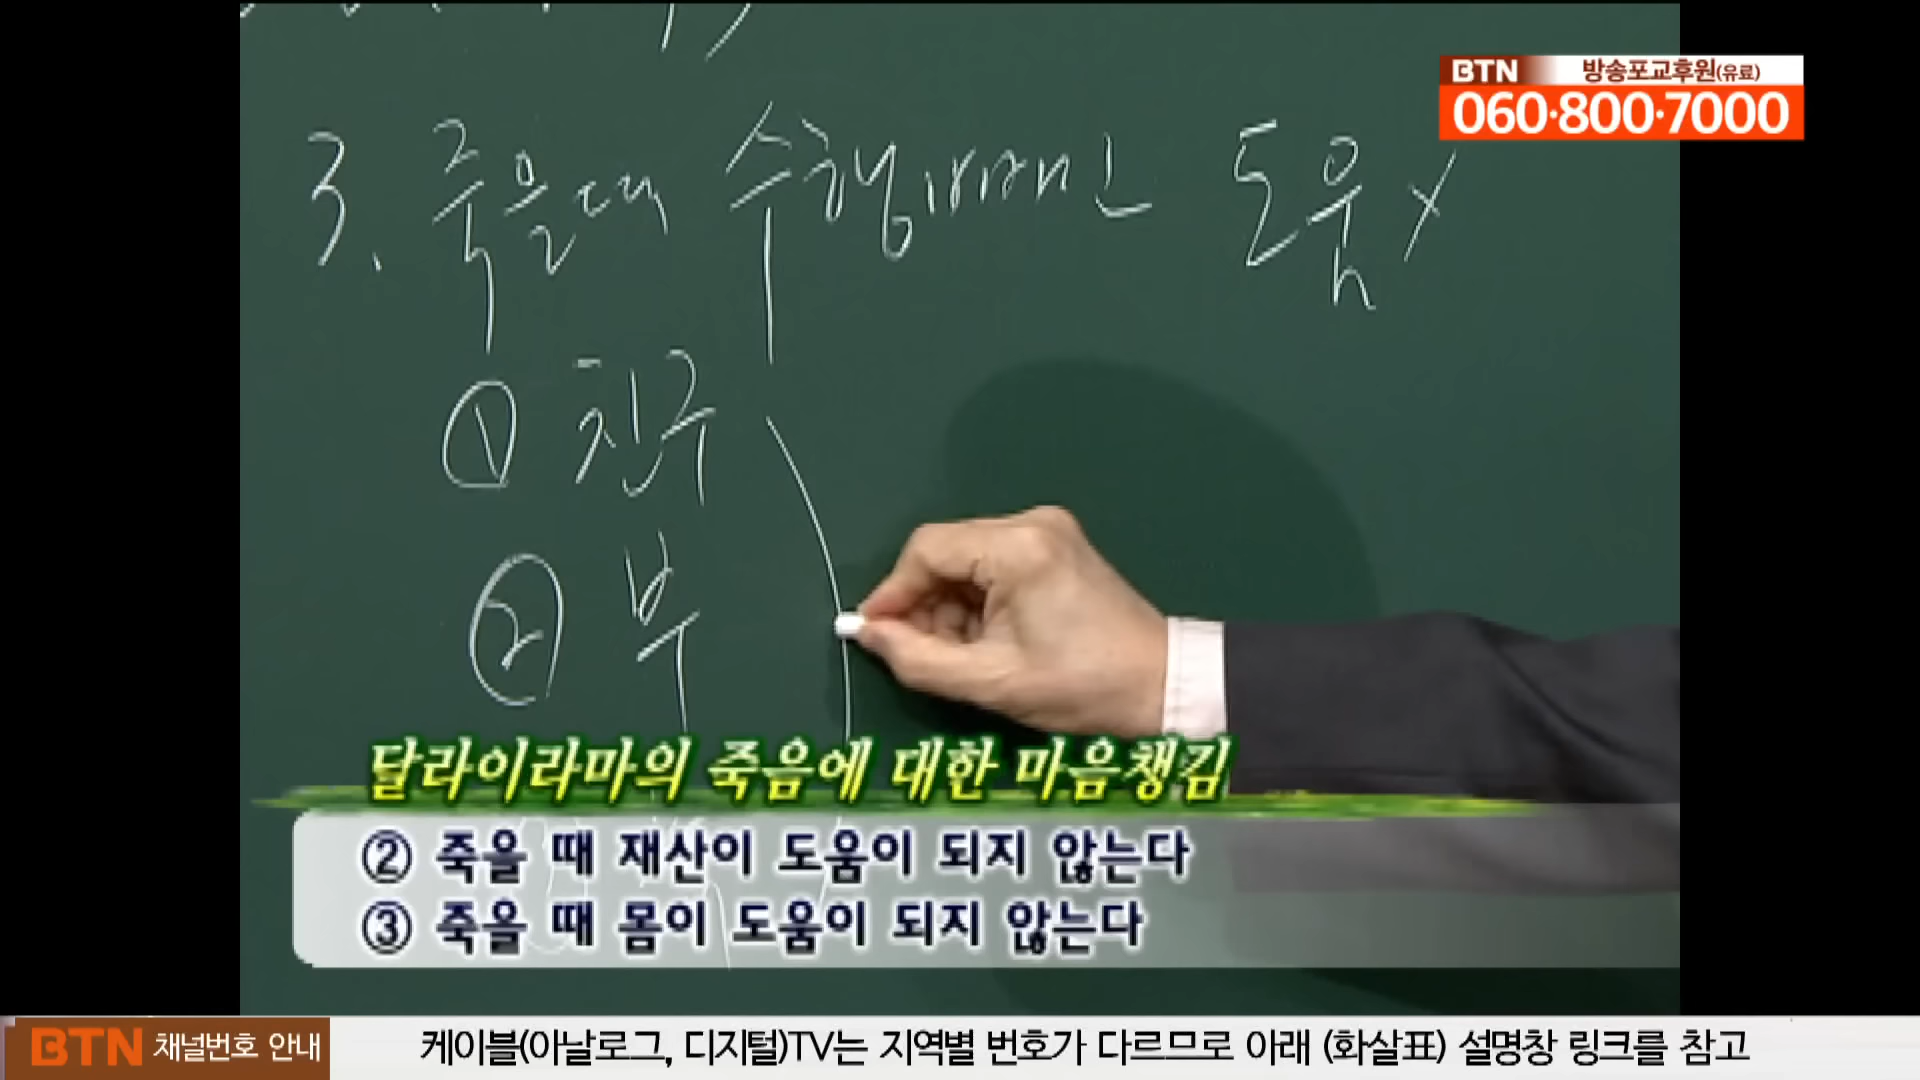 BTN 방송포교후원(유료)
060·800·7000
3. 죽을때 수행 도움 X
① 친구
② 부
달라이라마의 죽음에 대한 마음챙김
② 죽을 때 재산이 도움이 되지 않는다
③ 죽을 때 몸이 도움이 되지 않는다
BTN 채널번호 안내 케이블(아날로그, 디지털)TV는 지역별 번호가 다르므로 아래 (화살표) 설명창 링크를 참고